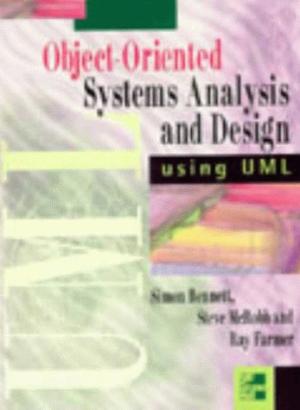 Object-Oriented
Systems Analysis
and Design
using UML
UML
Simon Bennett,
Steve McRobb and
Ray Farmer